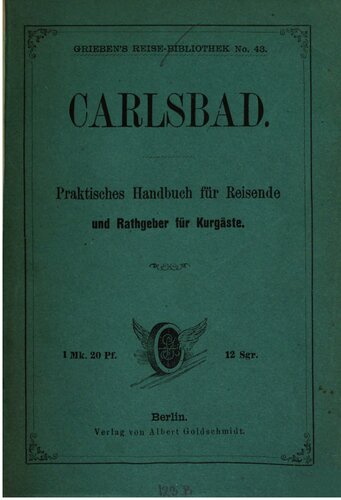 GRIEBEN'S REISE-BIBLIOTHEK No. 43.
CARLSBAD.
Praktisches Handbuch für Reisende
und Rathgeber für Kurgäste.
1 Mk. 20 Pf. 12 Sgr.
Berlin.
Verlag von Albert Goldschmidt.